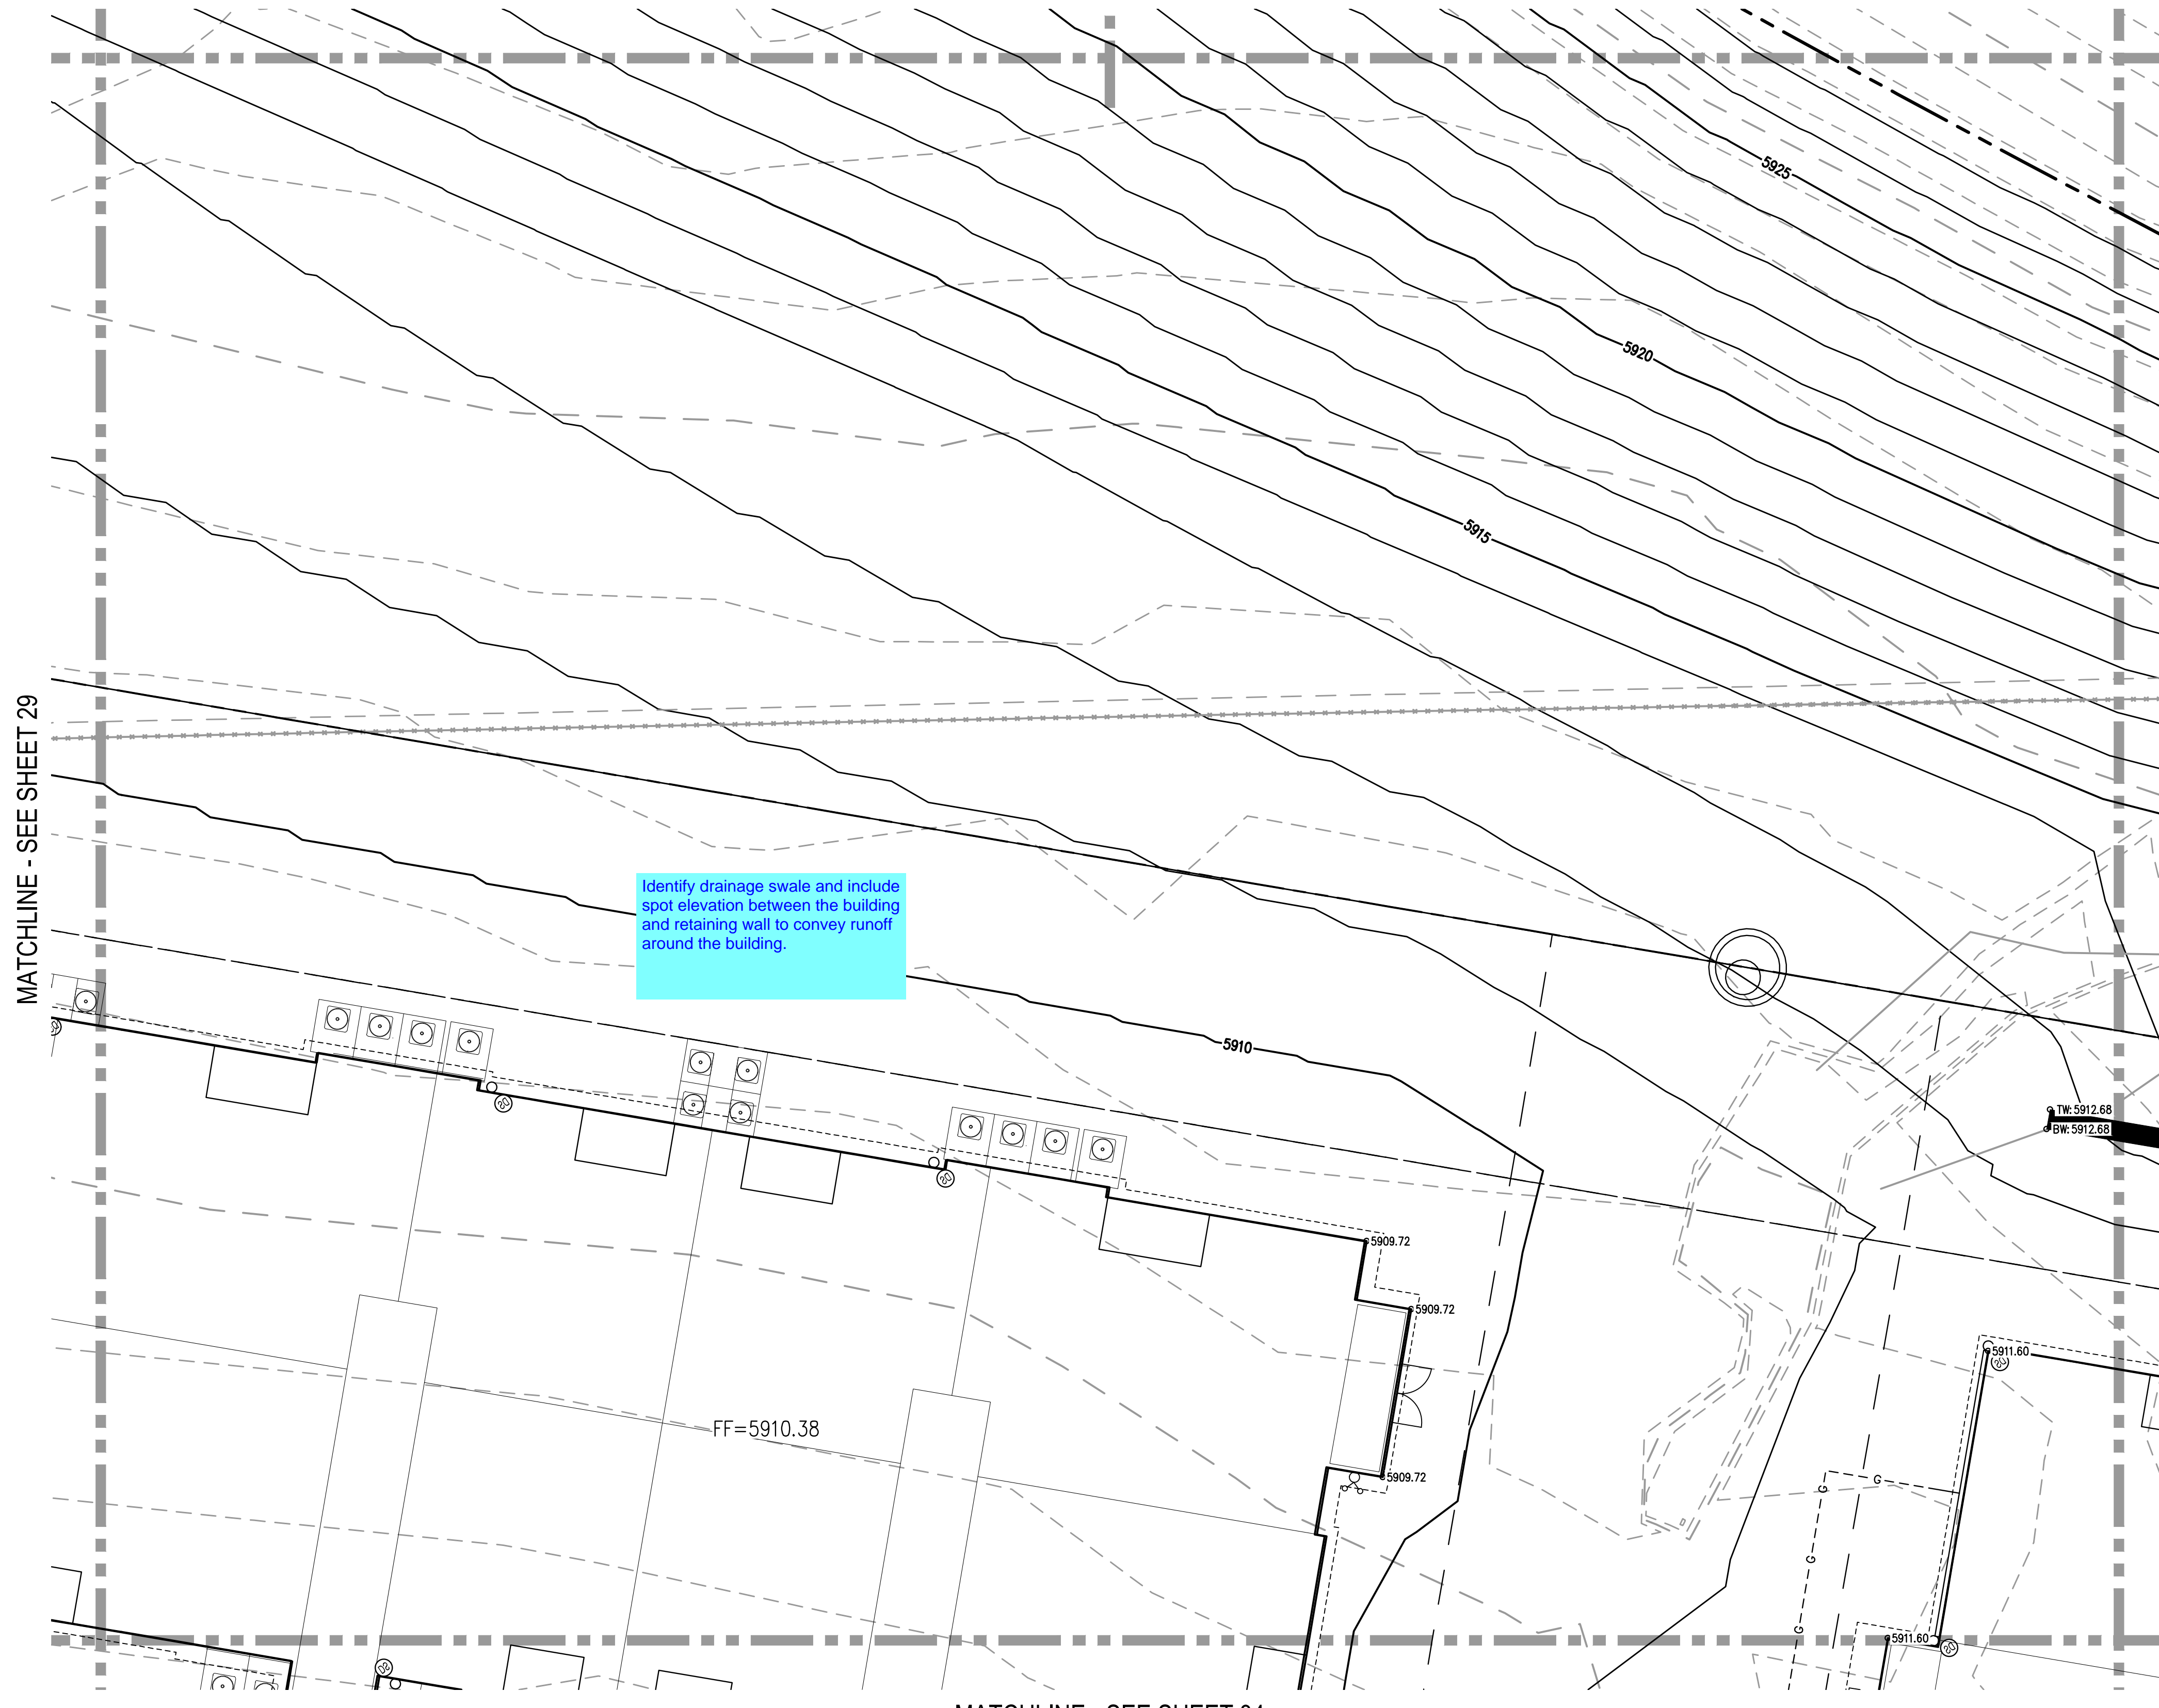 5925
5920
5915
MATCHLINE - SEE SHEET 29
Identify drainage swale and include
spot elevation between the building
and retaining wall to convey runoff
around the building.
5910
TW: 5912.68
BW: 5912.68
20
20
5909.72
5909.72
5911.60
20
FF=5910.38
5909.72
G
G
G
G
5911.60
20
20